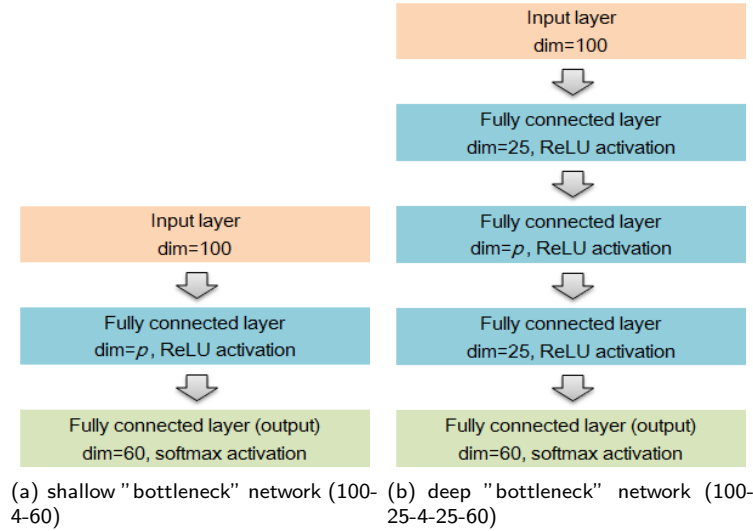 Input layer
dim=100
Fully connected layer
dim=p, ReLU activation
Fully connected layer (output)
dim=60, softmax activation
(a) shallow "bottleneck" network (100-
4-60)
Input layer
dim=100
Fully connected layer
dim=25, ReLU activation
Fully connected layer
dim=p, ReLU activation
Fully connected layer
dim=25, ReLU activation
Fully connected layer (output)
dim=60, softmax activation
(b) deep "bottleneck" network (100-
25-4-25-60)